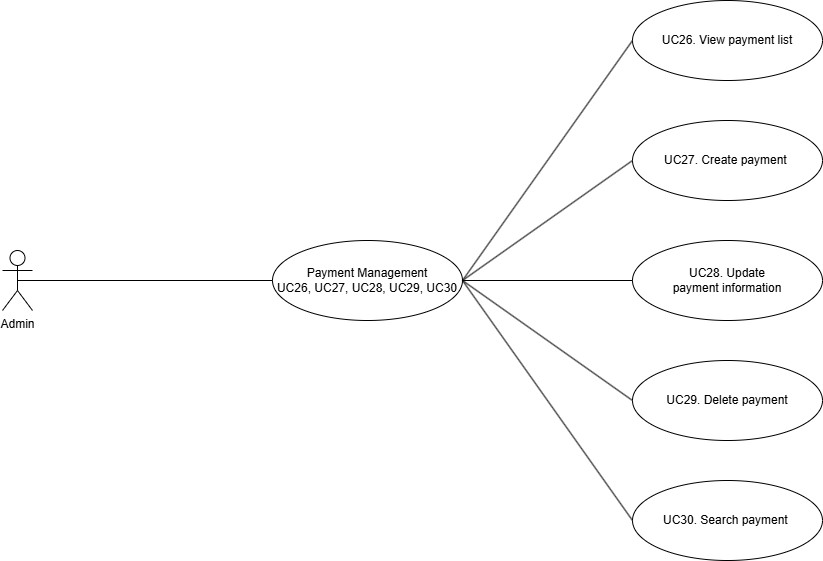 UC26. View payment list
UC27. Create payment
Payment Management
UC26, UC27, UC28, UC29, UC30
UC28. Update
payment information
Admin
UC29. Delete payment
UC30. Search payment